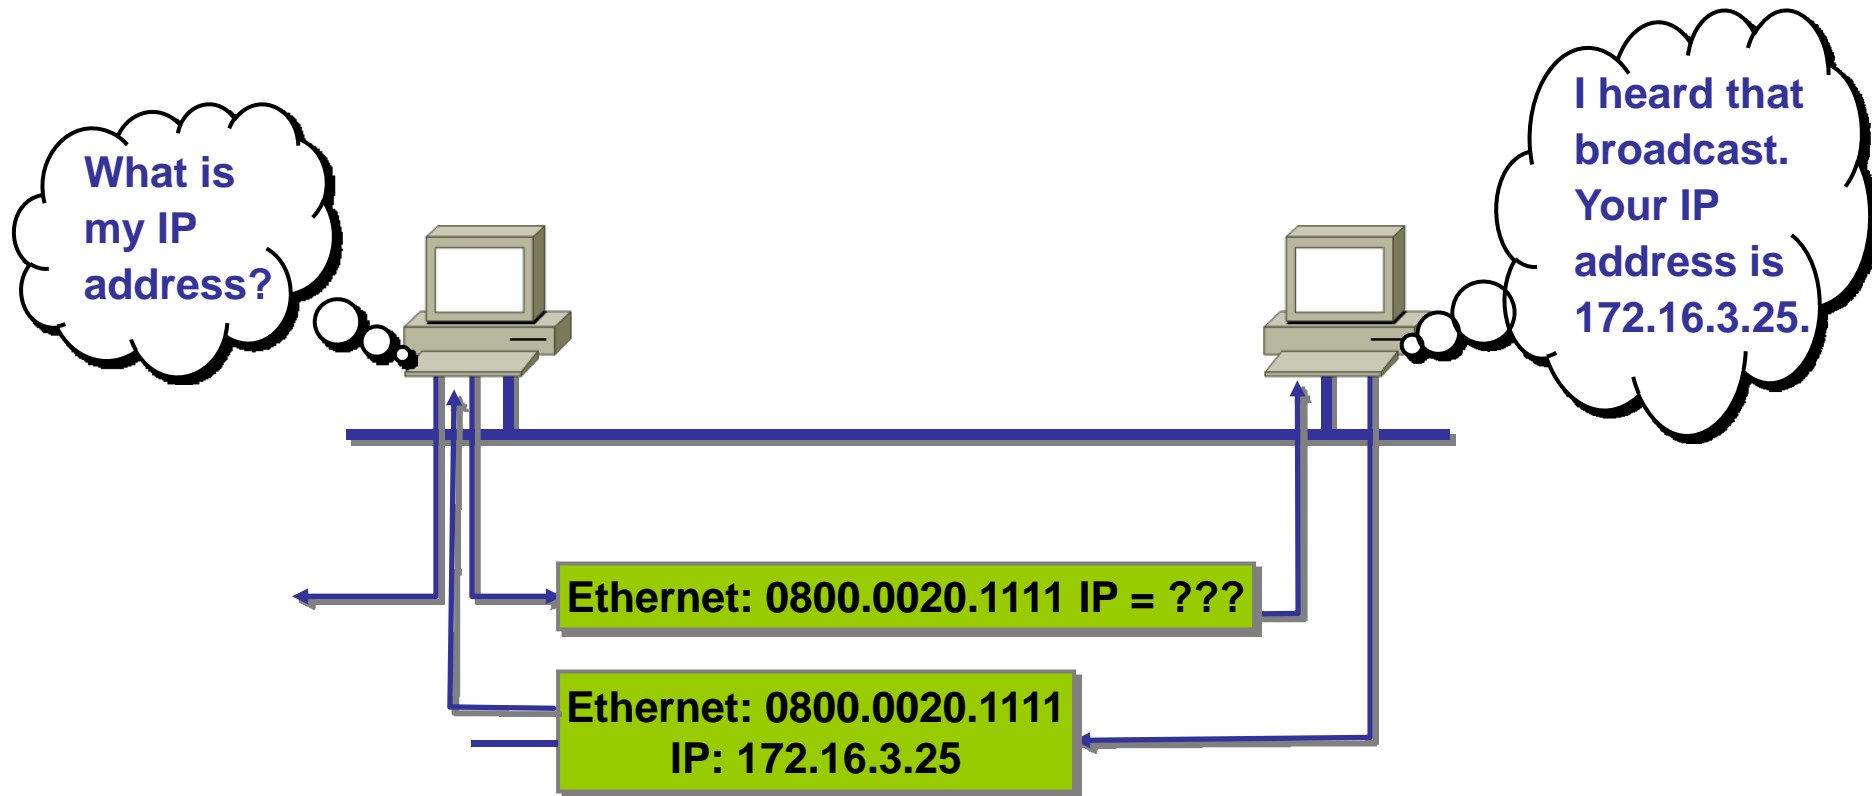 What is
my IP
address?
I heard that
broadcast.
Your IP
address is
172.16.3.25.
Ethernet: 0800.0020.1111 IP = ???
Ethernet: 0800.0020.1111
IP: 172.16.3.25